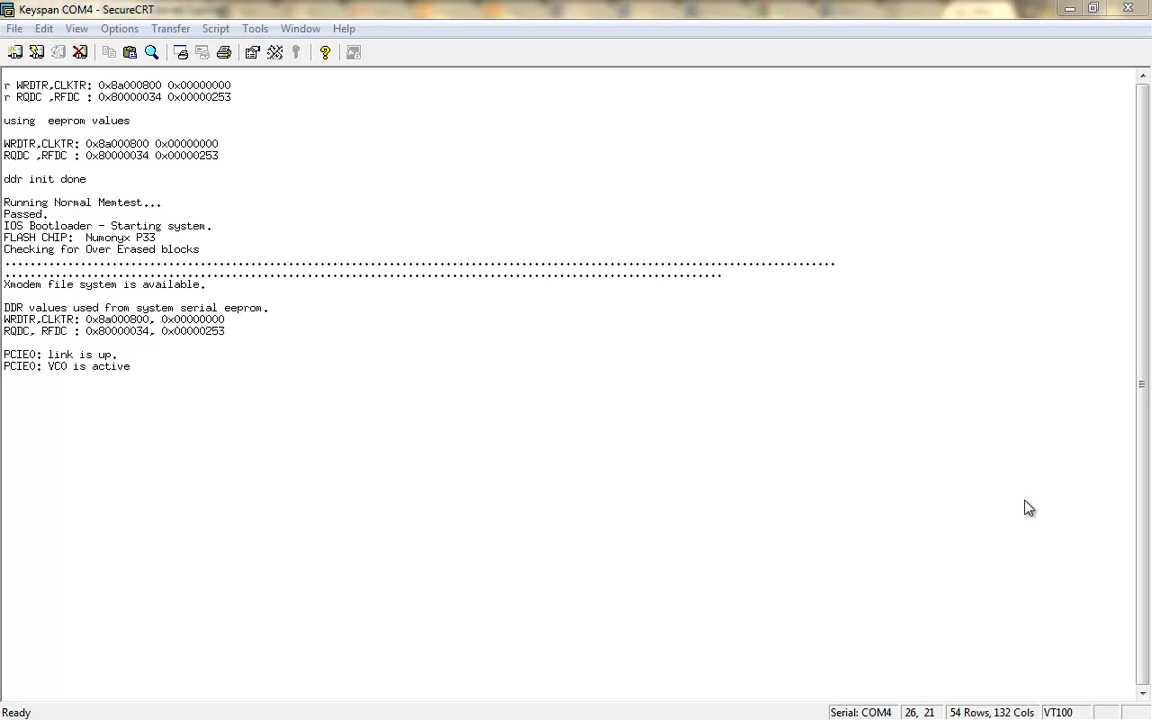 Keyspan COM4 - SecureCRT
File Edit View Options Transfer Script Tools Window Help
r WRDTR,CLKTR: 0x8a000800 0x00000000
r RQDC ,RFDC : 0x80000034 0x00000253
using  eeprom values
WRDTR,CLKTR: 0x8a000800 0x00000000
RQDC ,RFDC : 0x80000034 0x00000253
ddr init done
Running Normal Memtest...
Passed.
IOS Bootloader - Starting system.
FLASH CHIP:  Numonyx P33
Checking for Over Erased blocks
....................................................................................................................................
..................................................................................................................
Xmodem file system is available.
DDR values used from system serial eeprom.
WRDTR,CLKTR: 0x8a000800, 0x00000000
RQDC, RFDC : 0x80000034, 0x00000253
PCIE0: link is up.
PCIE0: VC0 is active
Ready Serial: COM4 26, 21 54 Rows, 132 Cols VT100